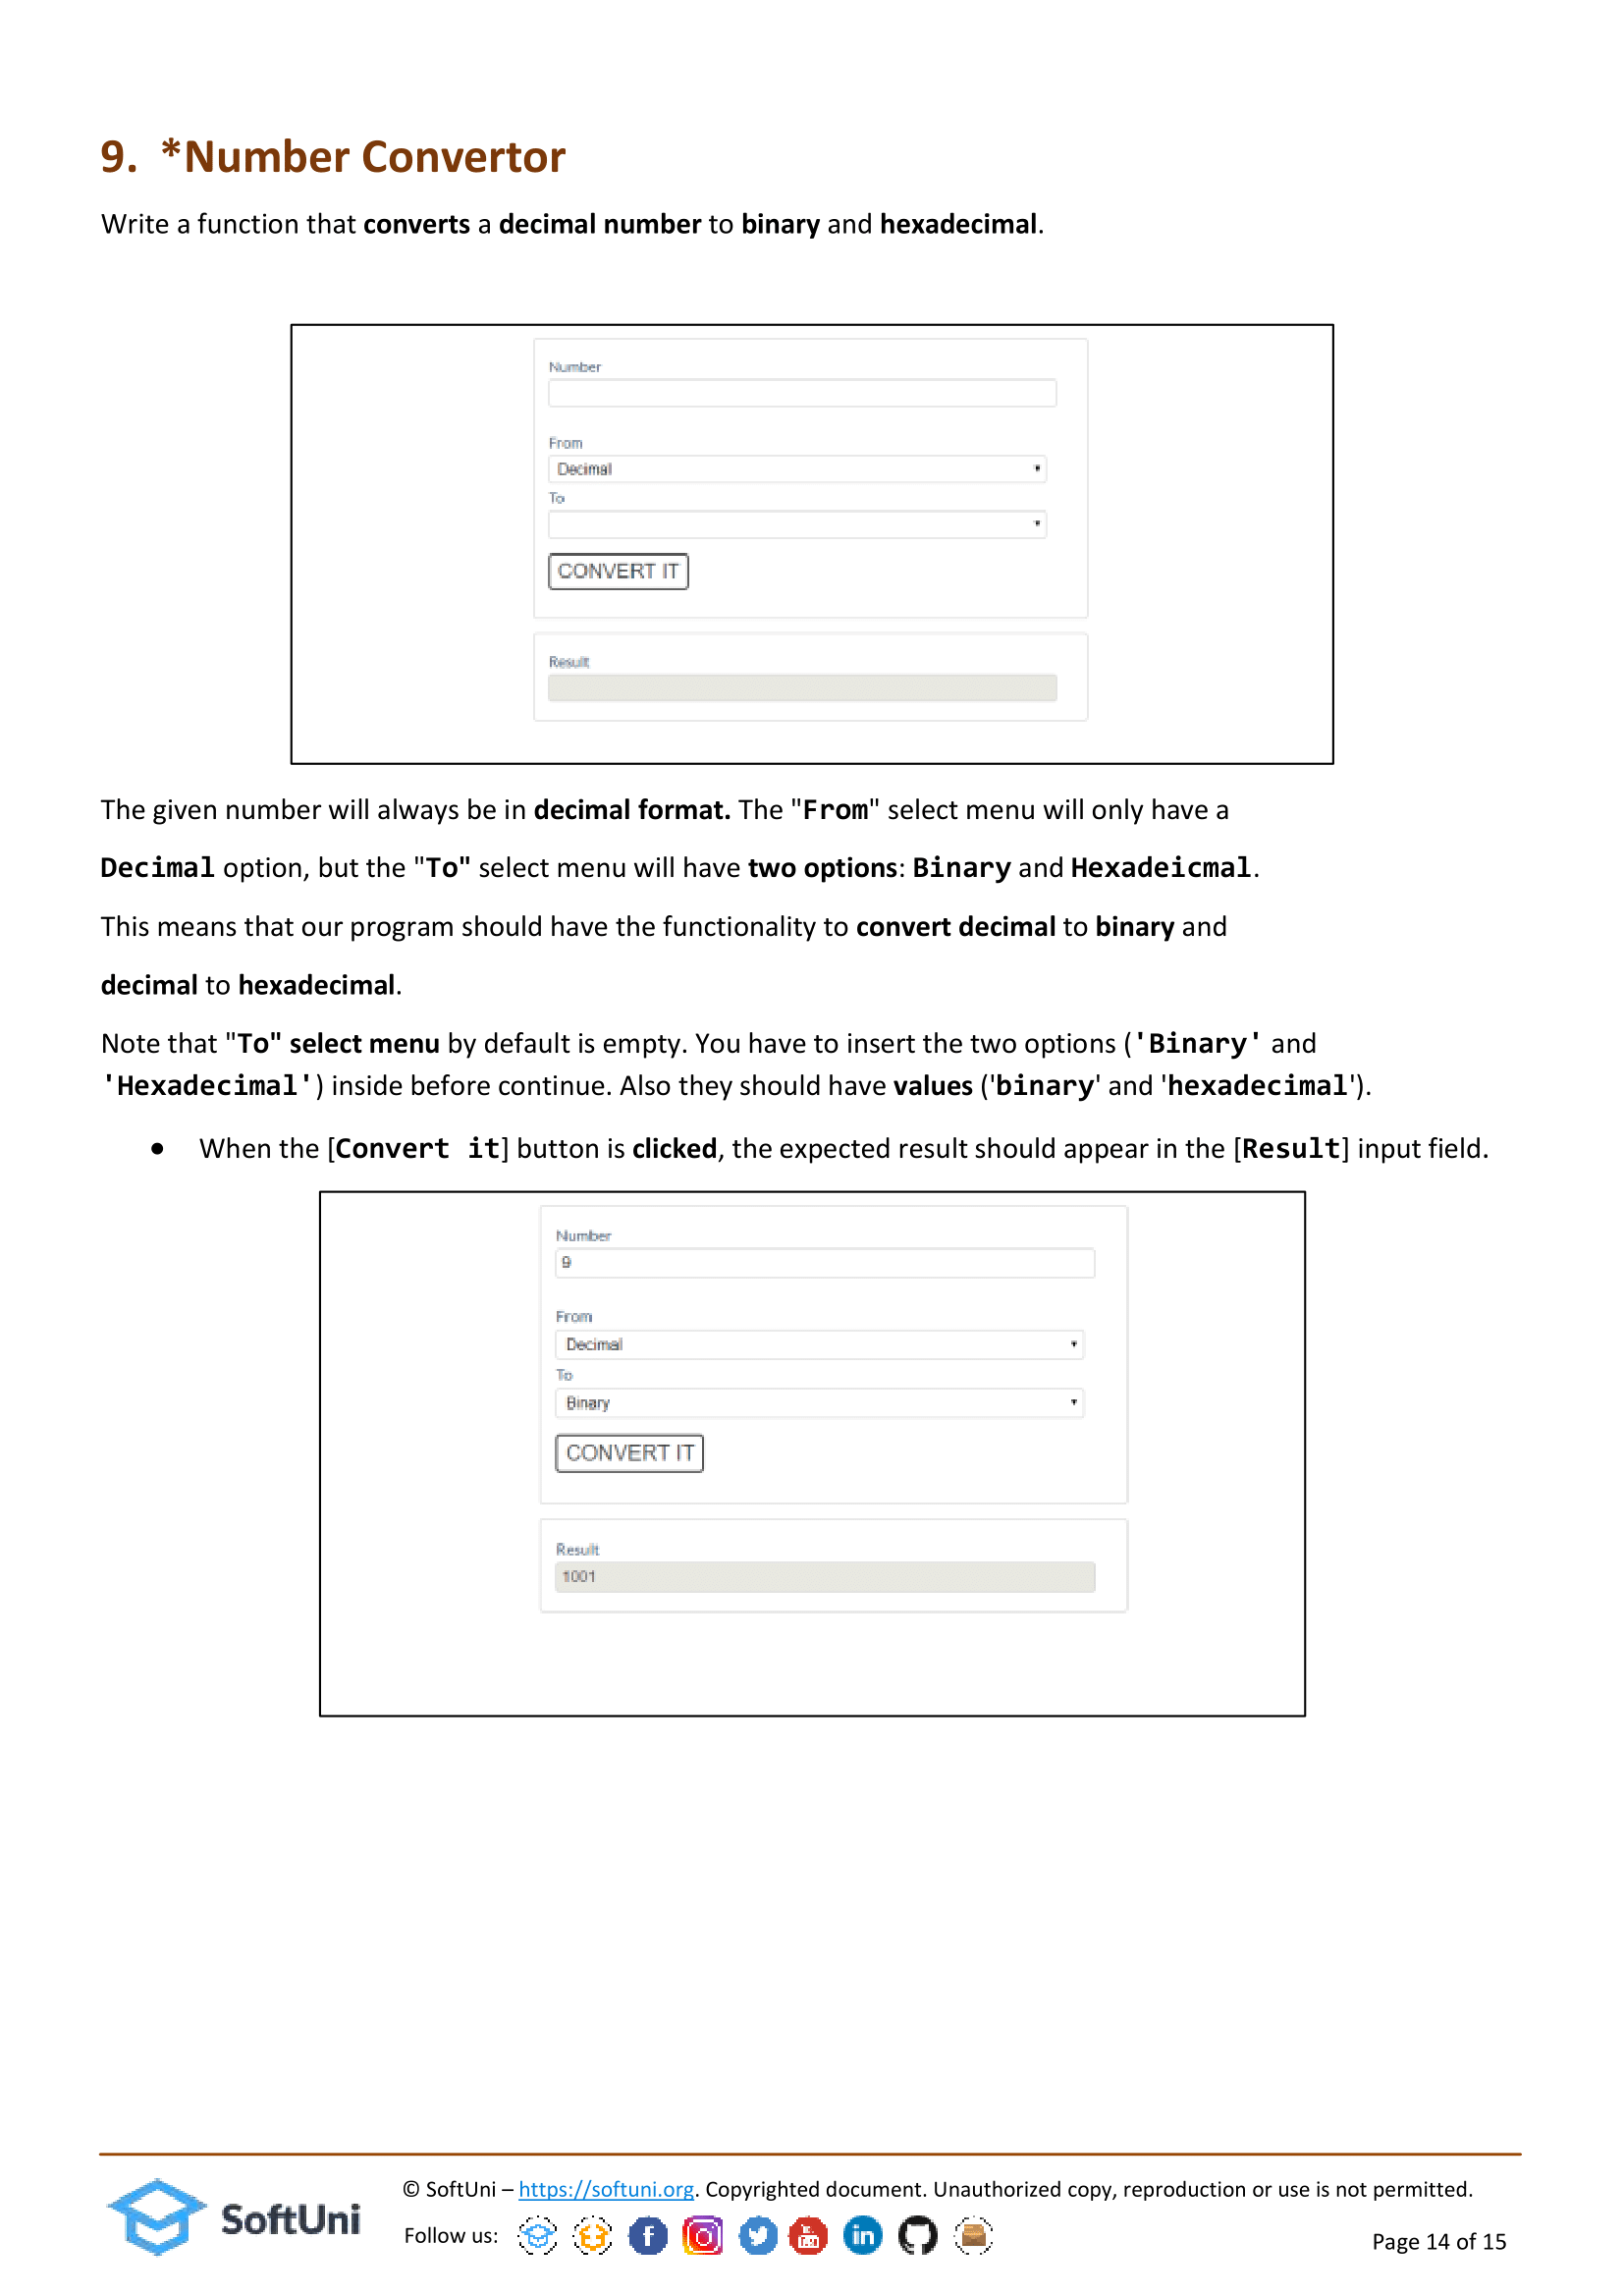 9. *Number Convertor
Write a function that converts a decimal number to binary and hexadecimal.
Number
From
Decimal
To
CONVERT IT
Result
The given number will always be in decimal format. The "From" select menu will only have a
Decimal option, but the "To" select menu will have two options: Binary and Hexadeicmal.
This means that our program should have the functionality to convert decimal to binary and
decimal to hexadecimal.
Note that "To" select menu by default is empty. You have to insert the two options ('Binary' and
'Hexadecimal') inside before continue. Also they should have values ('binary' and 'hexadecimal').
• When the [Convert it] button is clicked, the expected result should appear in the [Result] input field.
Number
9
From
Decimal
To
Binary
CONVERT IT
Result
1001
SoftUni
© SoftUni – https://softuni.org. Copyrighted document. Unauthorized copy, reproduction or use is not permitted.
Follow us:
Page 14 of 15